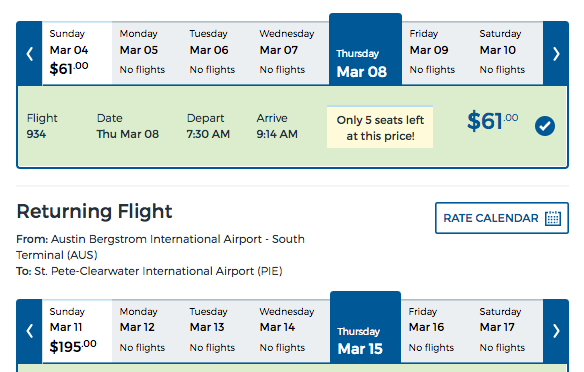 Sunday Monday Tuesday Wednesday Thursday Friday Saturday
Mar 04 Mar 05 Mar 06 Mar 07 Mar 08 Mar 09 Mar 10
$61.00 No flights No flights No flights No flights No flights
Flight Date Depart Arrive
934 Thu Mar 08 7:30 AM 9:14 AM
Only 5 seats left
at this price!
$61.00
Returning Flight
RATE CALENDAR
From: Austin Bergstrom International Airport - South
Terminal (AUS)
To: St. Pete-Clearwater International Airport (PIE)
Sunday Monday Tuesday Wednesday Thursday Friday Saturday
Mar 11 Mar 12 Mar 13 Mar 14 Mar 15 Mar 16 Mar 17
$195.00 No flights No flights No flights No flights No flights